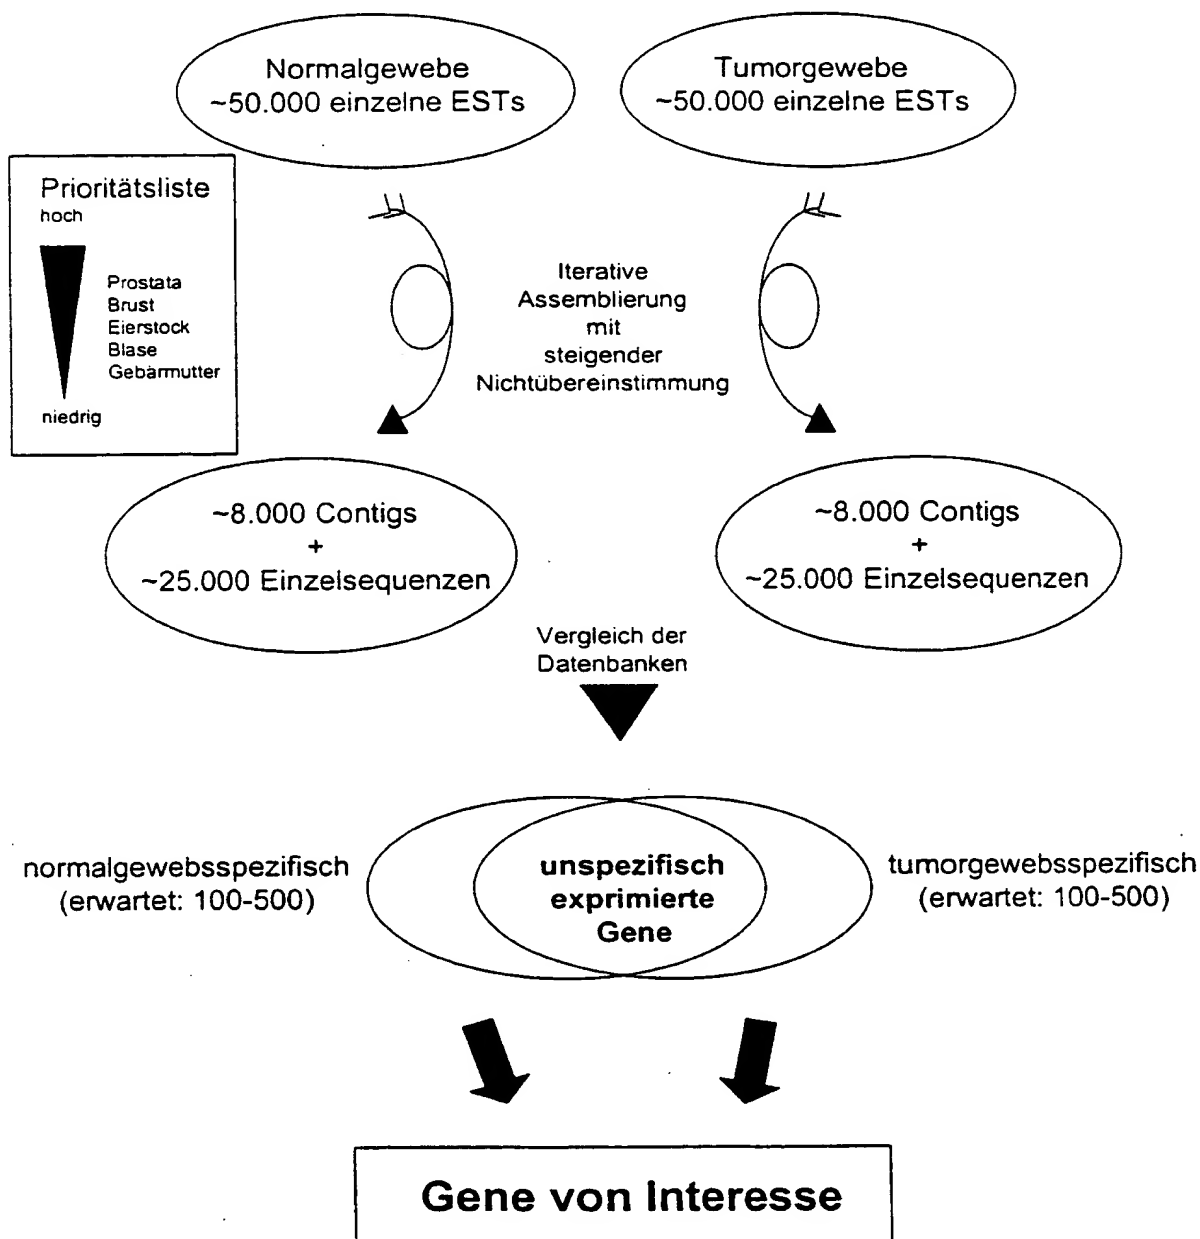 Normalgewebe
~50.000 einzelne ESTs
Tumorgewebe
~50.000 einzelne ESTs
Prioritätsliste
hoch
Prostata
Brust
Eierstock
Blase
Gebärmutter
niedrig
Iterative
Assemblierung
mit
steigender
Nichtübereinstimmung
~8.000 Contigs
+
~25.000 Einzelsequenzen
~8.000 Contigs
+
~25.000 Einzelsequenzen
Vergleich der
Datenbanken
normalgewebsspezifisch
(erwartet: 100-500)
unspezifisch
exprimierte
Gene
tumorgewebsspezifisch
(erwartet: 100-500)
Gene von Interesse